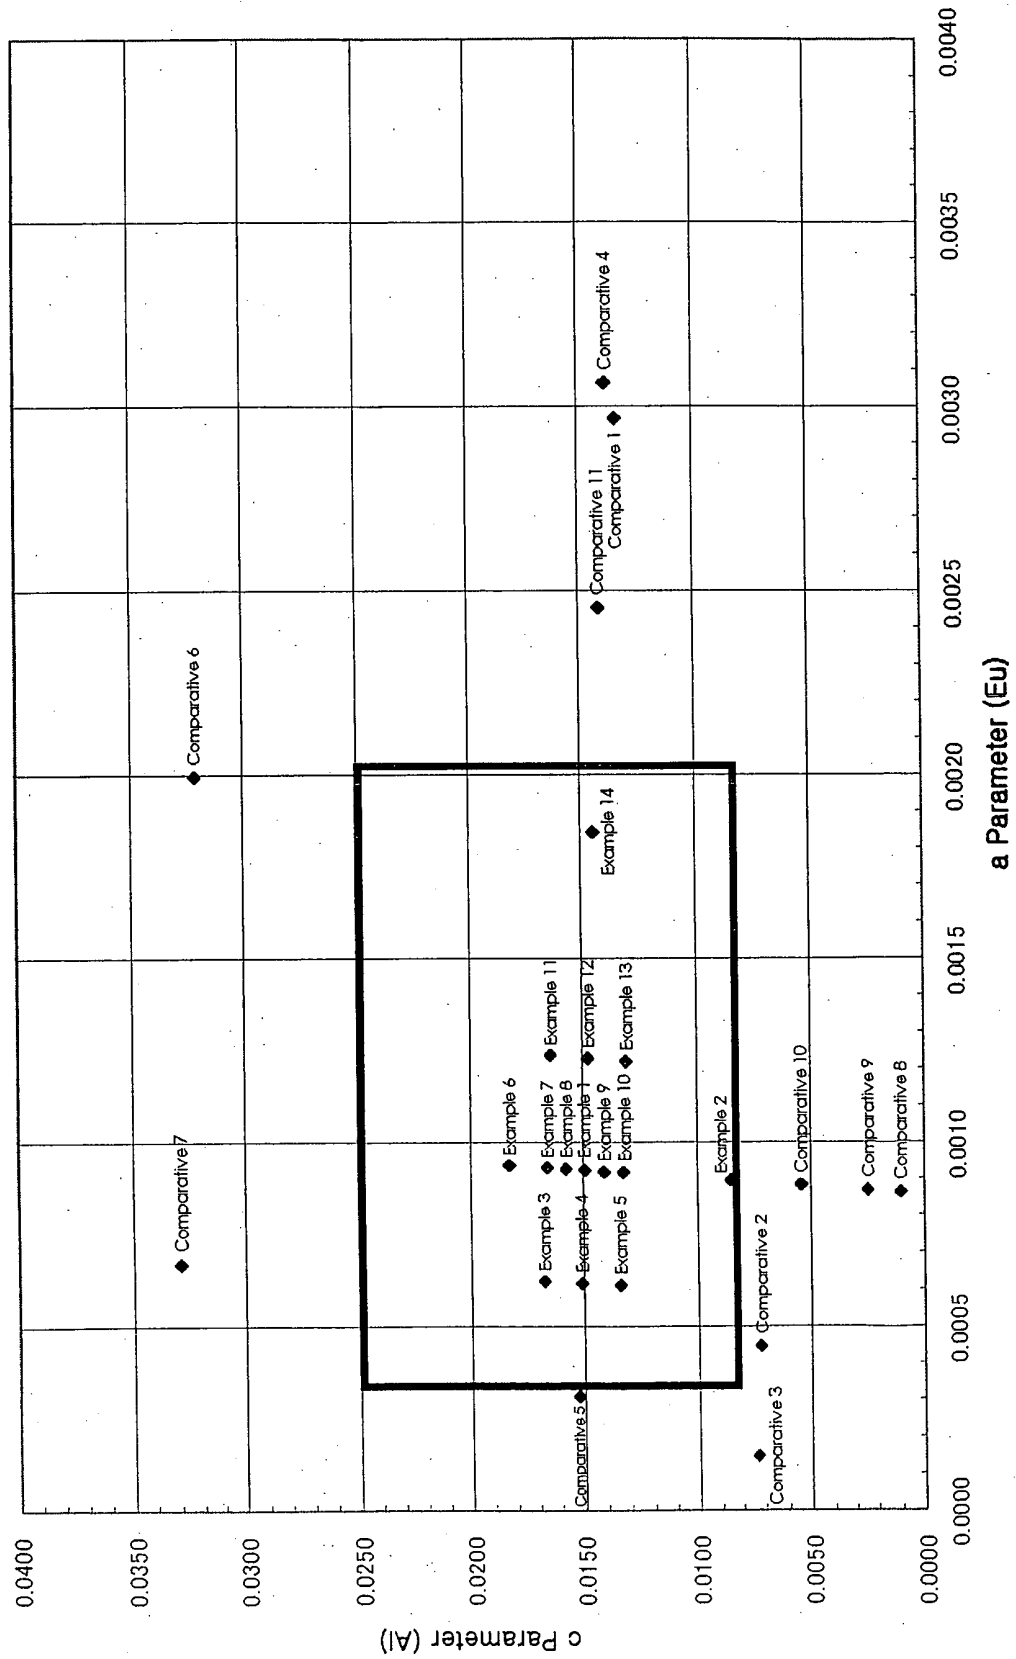 0.0400
0.0350
0.0300
0.0250
0.0200
0.0150
0.0100
0.0050
0.0000
c Parameter (Al)
Comparative 7
Comparative 6
Example 6
Example 11
Example 3
Example 7
Example 8
Example 12
Example 4
Example 1
Example 14
Comparative 5
Example 9
Example 13
Comparative 11
Example 5
Example 10
Comparative 4
Comparative 1
Example 2
Comparative 3
Comparative 2
Comparative 10
Comparative 9
Comparative 8
0.0000
0.0005
0.0010
0.0015
0.0020
0.0025
0.0030
0.0035
0.0040
a Parameter (Eu)